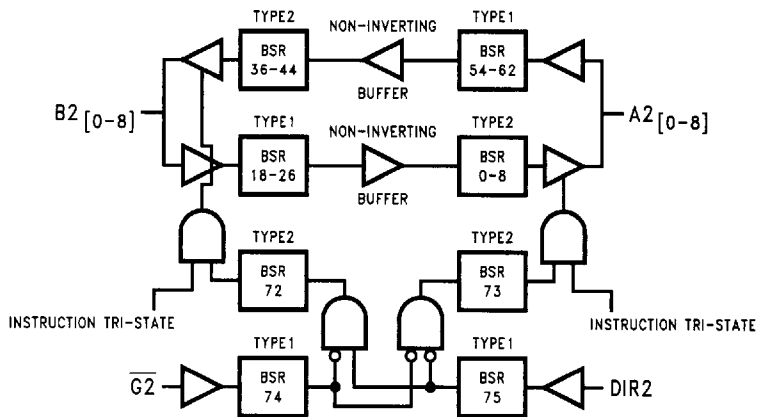 TYPE2
NON-INVERTING
TYPE1
BSR
36-44
BSR
54-62
BUFFER
B2[0-8]
A2[0-8]
TYPE1
NON-INVERTING
TYPE2
BSR
18-26
BSR
0-8
BUFFER
TYPE2
TYPE2
BSR
72
BSR
73
INSTRUCTION TRI-STATE
INSTRUCTION TRI-STATE
TYPE1
TYPE1
G2
BSR
74
BSR
75
DIR2